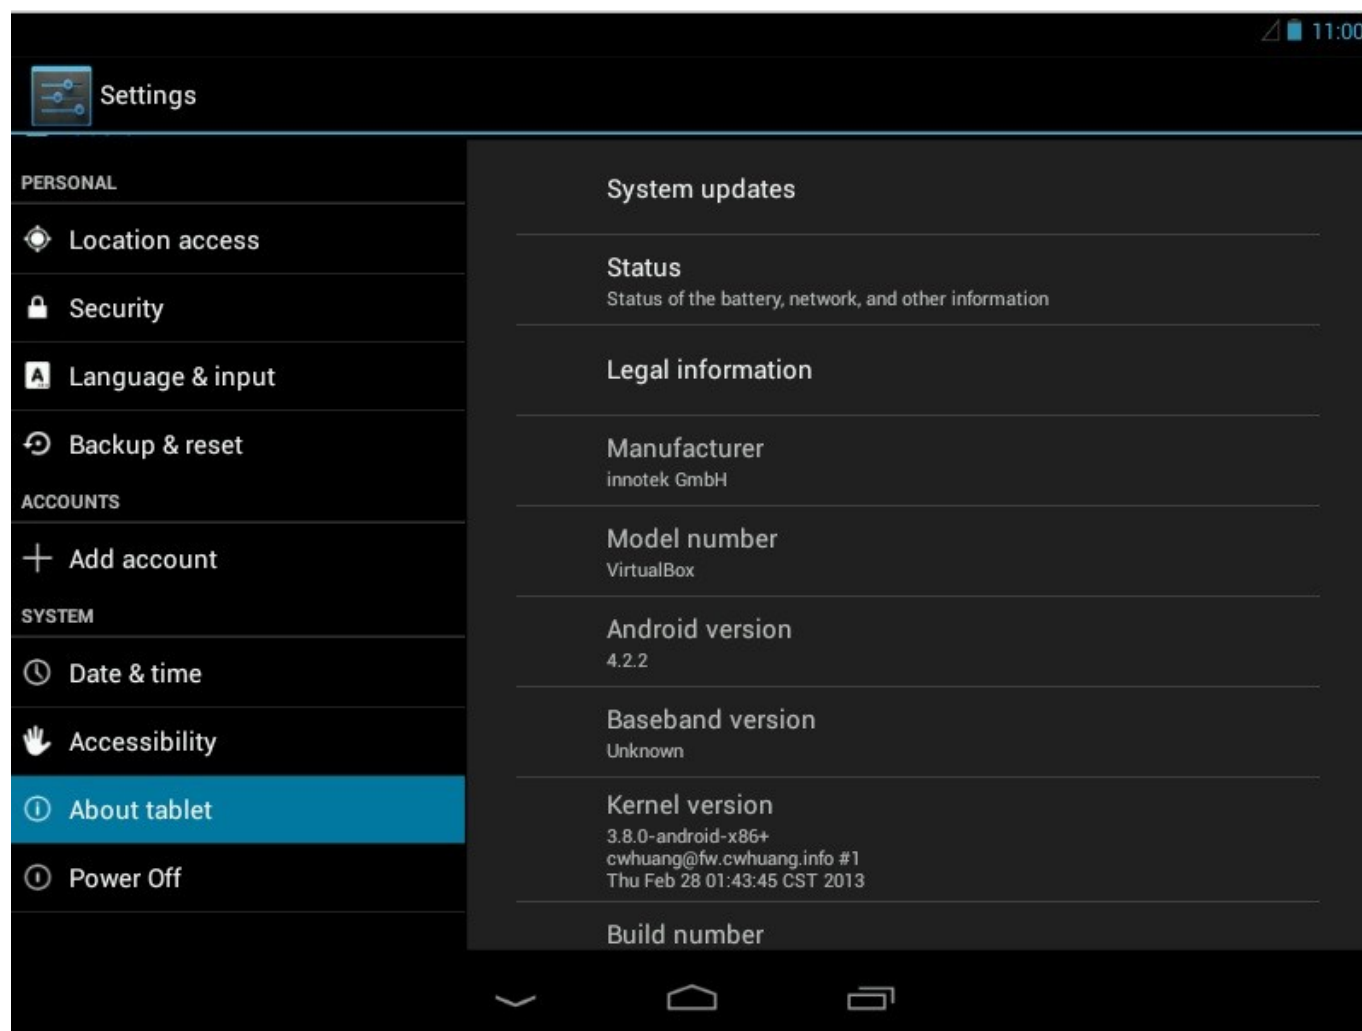 11:00
Settings
PERSONAL
Location access
Security
Language & input
Backup & reset
ACCOUNTS
Add account
SYSTEM
Date & time
Accessibility
About tablet
Power Off
System updates
Status
Status of the battery, network, and other information
Legal information
Manufacturer
innotek GmbH
Model number
VirtualBox
Android version
4.2.2
Baseband version
Unknown
Kernel version
3.8.0-android-x86+
cwhuang@fw.cwhuang.info #1
Thu Feb 28 01:43:45 CST 2013
Build number